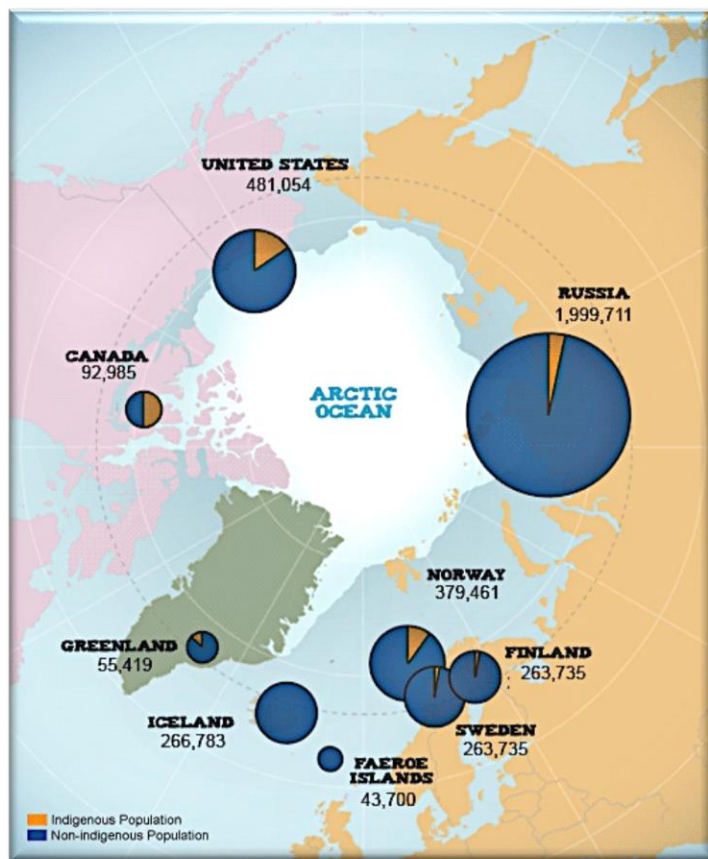 UNITED STATES
481,054
RUSSIA
1,999,711
CANADA
92,985
ARCTIC
OCEAN
NORWAY
379,461
GREENLAND
55,419
FINLAND
263,735
ICELAND
266,783
SWEDEN
263,735
FAEROE
ISLANDS
43,700
Indigenous Population
Non-indigenous Population